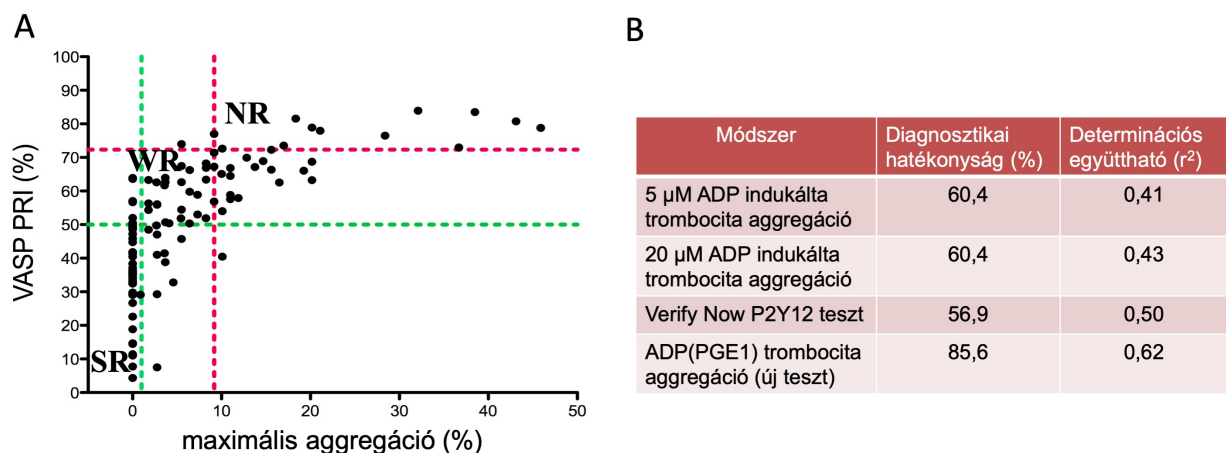 A
B
100
90
80
70
60
50
40
30
20
10
0
VASP PRI (%)
NR
WR
SR
0 10 20 30 40 50
maximális aggregáció (%)
Módszer
Diagnosztikai
hatékonyság (%)
Determinációs
együttható (r²)
5 µM ADP indukálta
trombocita aggregáció
60,4
0,41
20 µM ADP indukálta
trombocita aggregáció
60,4
0,43
Verify Now P2Y12 teszt
56,9
0,50
ADP(PGE1) trombocita
aggregáció (új teszt)
85,6
0,62